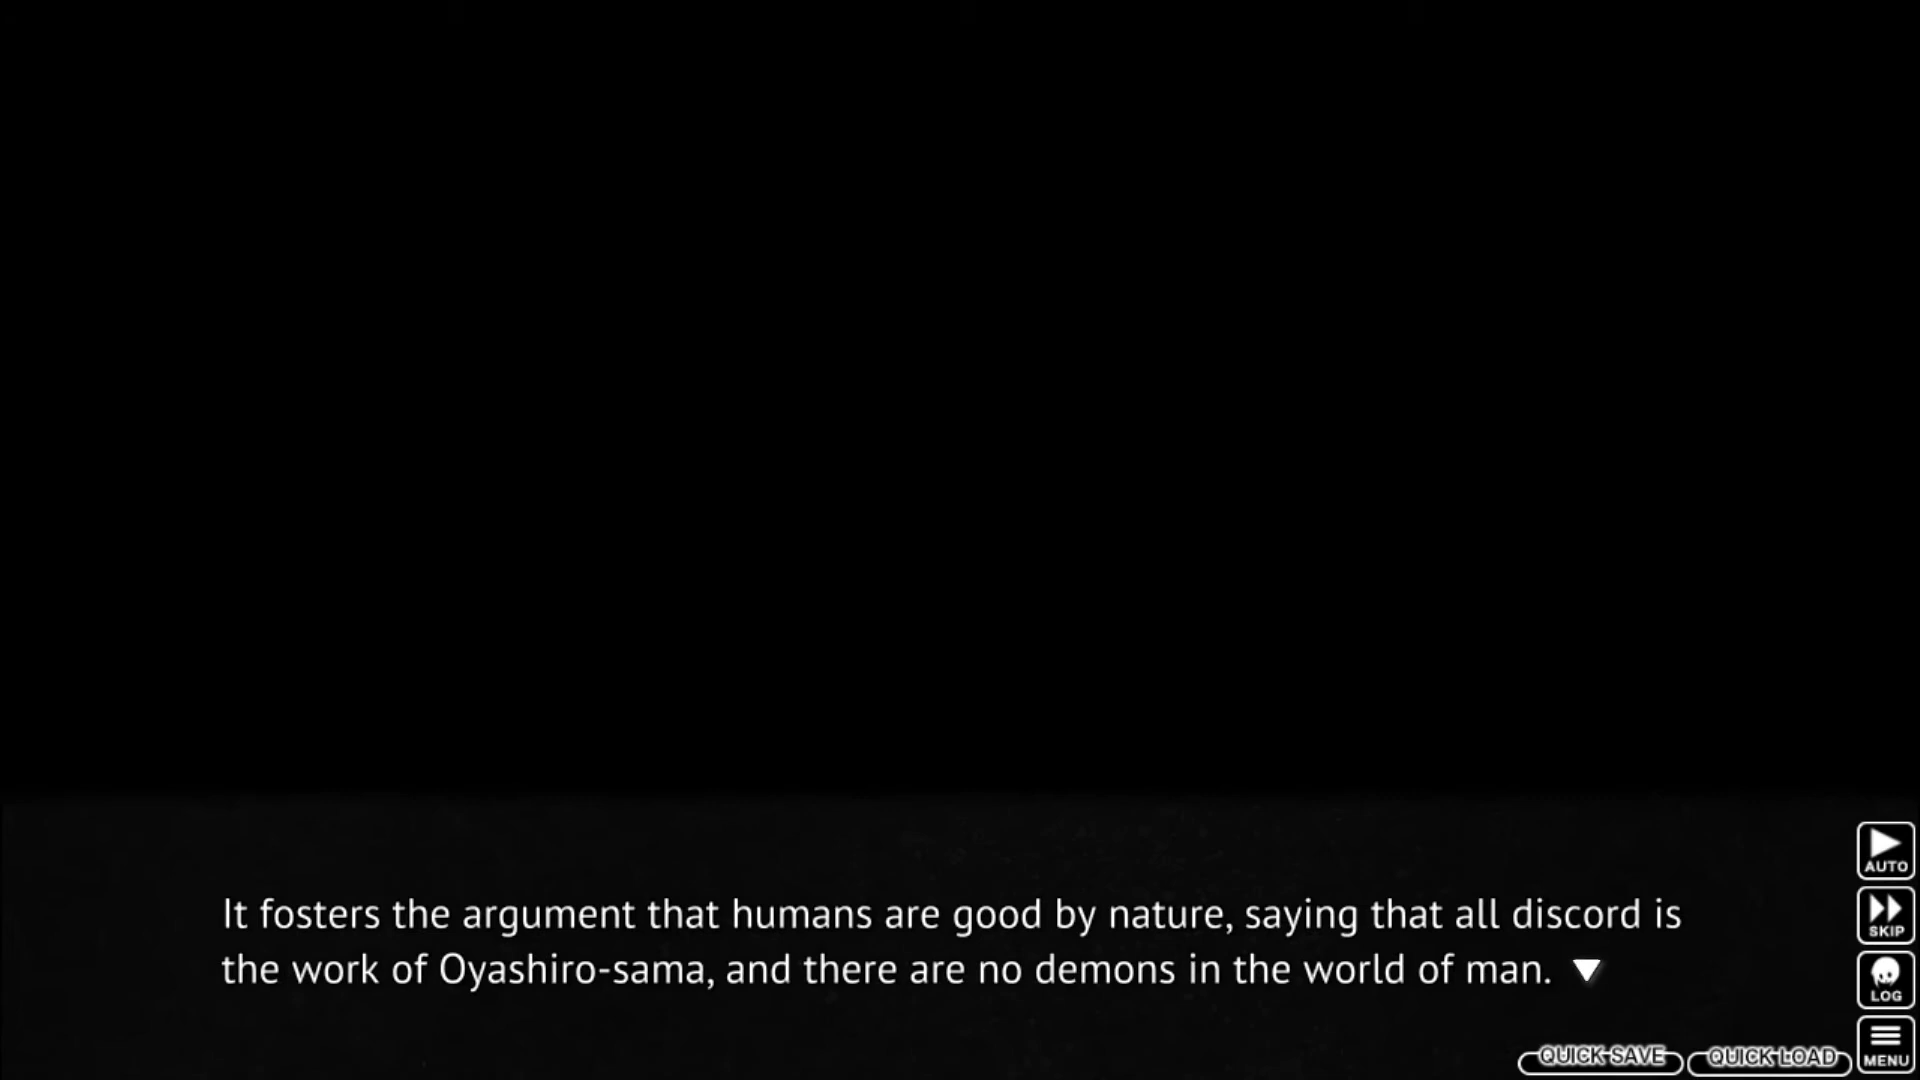 It fosters the argument that humans are good by nature, saying that all discord is
the work of Oyashiro-sama, and there are no demons in the world of man.
AUTO
SKIP
LOG
MENU
QUICK SAVE
QUICK LOAD